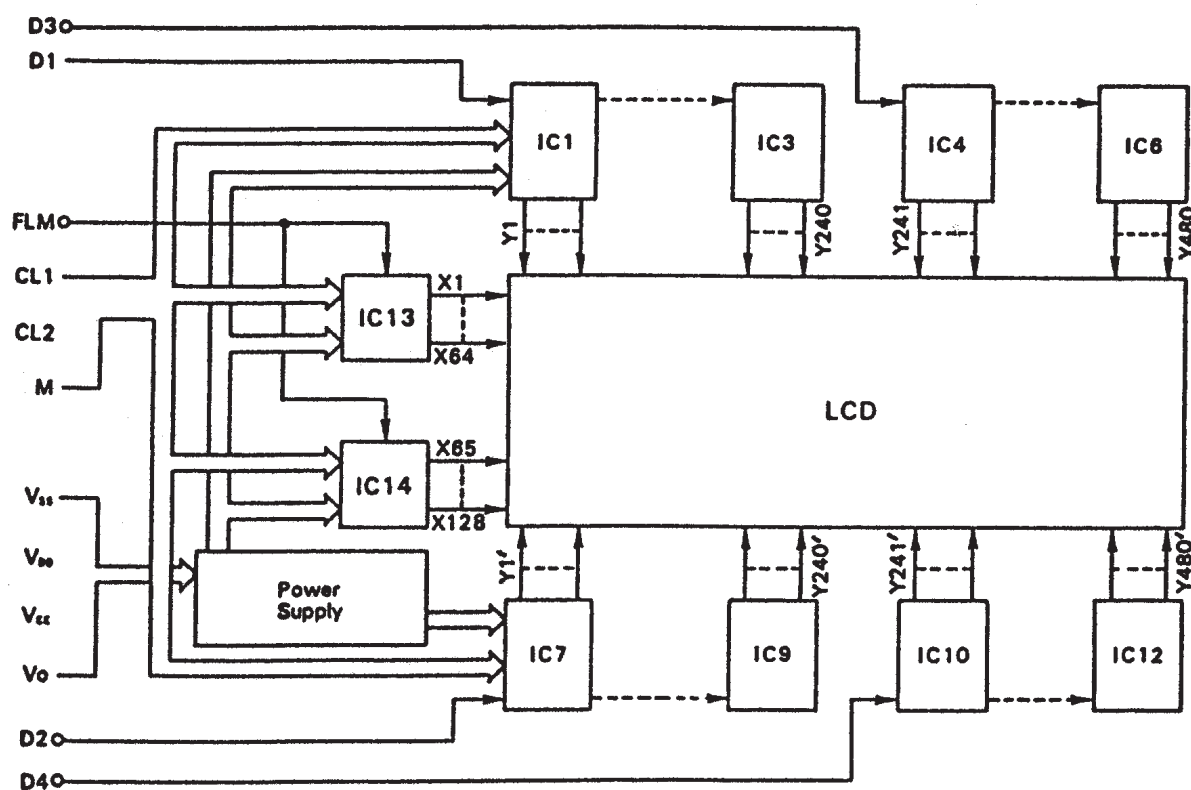 D3
D1
IC1
IC3
IC4
IC6
FLM
Y1
Y240
Y241
Y480
CL1
X1
IC13
CL2
X64
M
LCD
X65
IC14
VSS
X128
VDD
Y1'
Y240'
Y241'
Y480'
Power
Supply
VEE
IC7
IC9
IC10
IC12
Vo
D2
D4